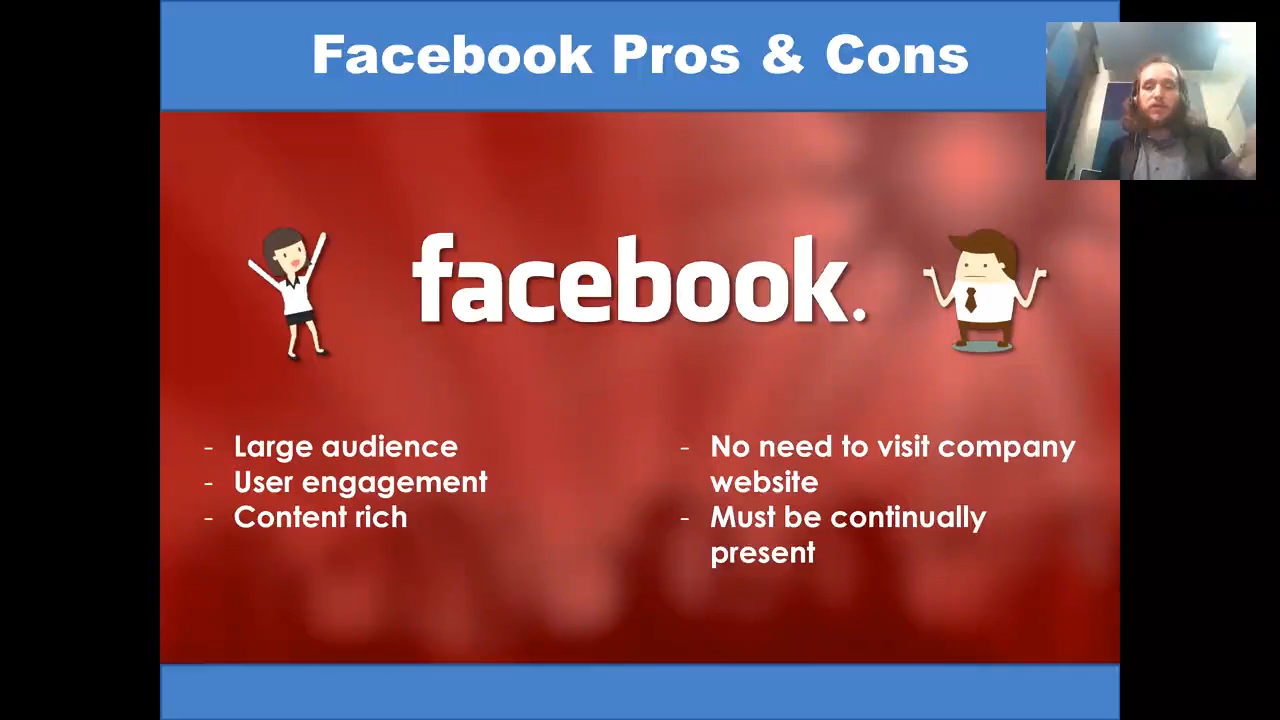 Facebook Pros & Cons
facebook.
- Large audience
- User engagement
- Content rich
- No need to visit company
website
- Must be continually
present